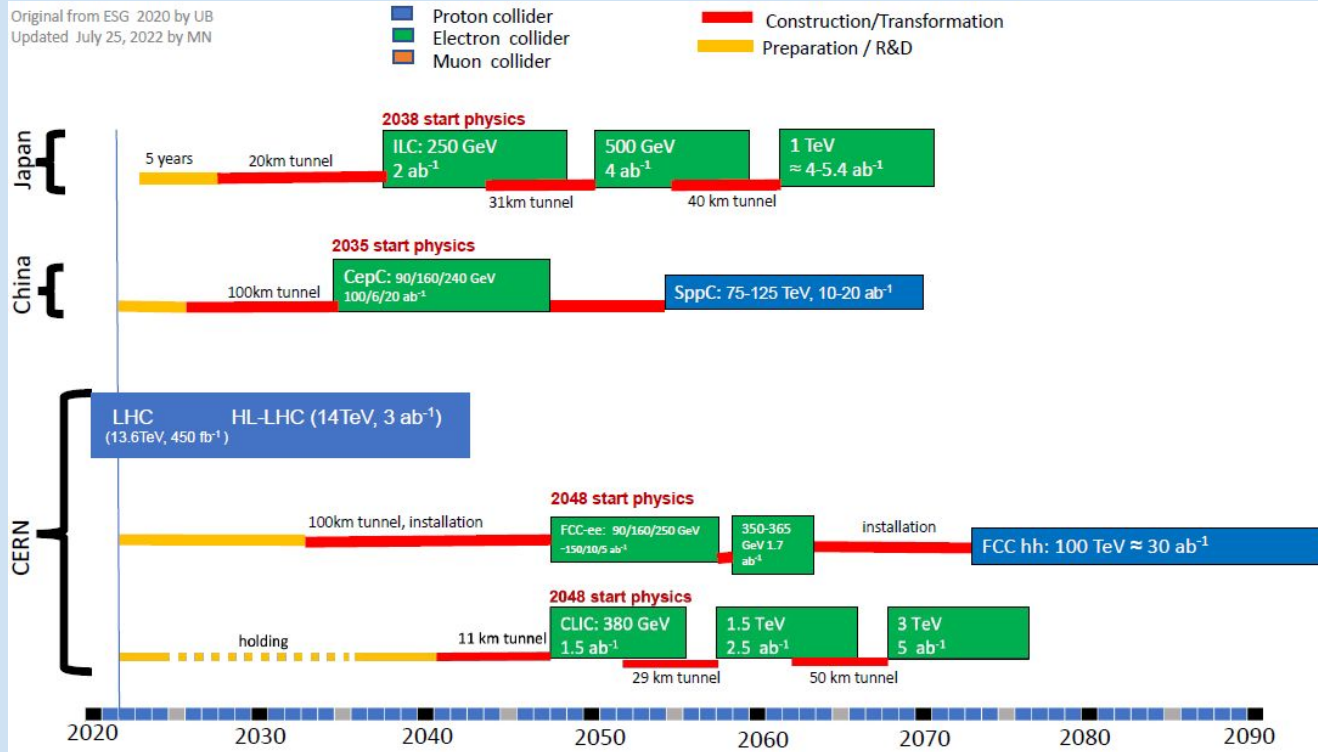 Original from ESG 2020 by UB
Updated July 25, 2022 by MN
Proton collider
Electron collider
Muon collider
Construction/Transformation
Preparation / R&D
Japan
5 years
20km tunnel
2038 start physics
ILC: 250 GeV
2 ab⁻¹
31km tunnel
500 GeV
4 ab⁻¹
40 km tunnel
1 TeV
≈ 4-5.4 ab⁻¹
China
100km tunnel
2035 start physics
CepC: 90/160/240 GeV
100/6/20 ab⁻¹
SppC: 75-125 TeV, 10-20 ab⁻¹
CERN
LHC HL-LHC (14TeV, 3 ab⁻¹)
(13.6TeV, 450 fb⁻¹ )
100km tunnel, installation
2048 start physics
FCC-ee: 90/160/250 GeV
~150/10/5 ab⁻¹
350-365
GeV 1.7
ab⁻¹
installation
FCC hh: 100 TeV ≈ 30 ab⁻¹
holding
11 km tunnel
2048 start physics
CLIC: 380 GeV
1.5 ab⁻¹
29 km tunnel
1.5 TeV
2.5 ab⁻¹
50 km tunnel
3 TeV
5 ab⁻¹
2020 2030 2040 2050 2060 2070 2080 2090